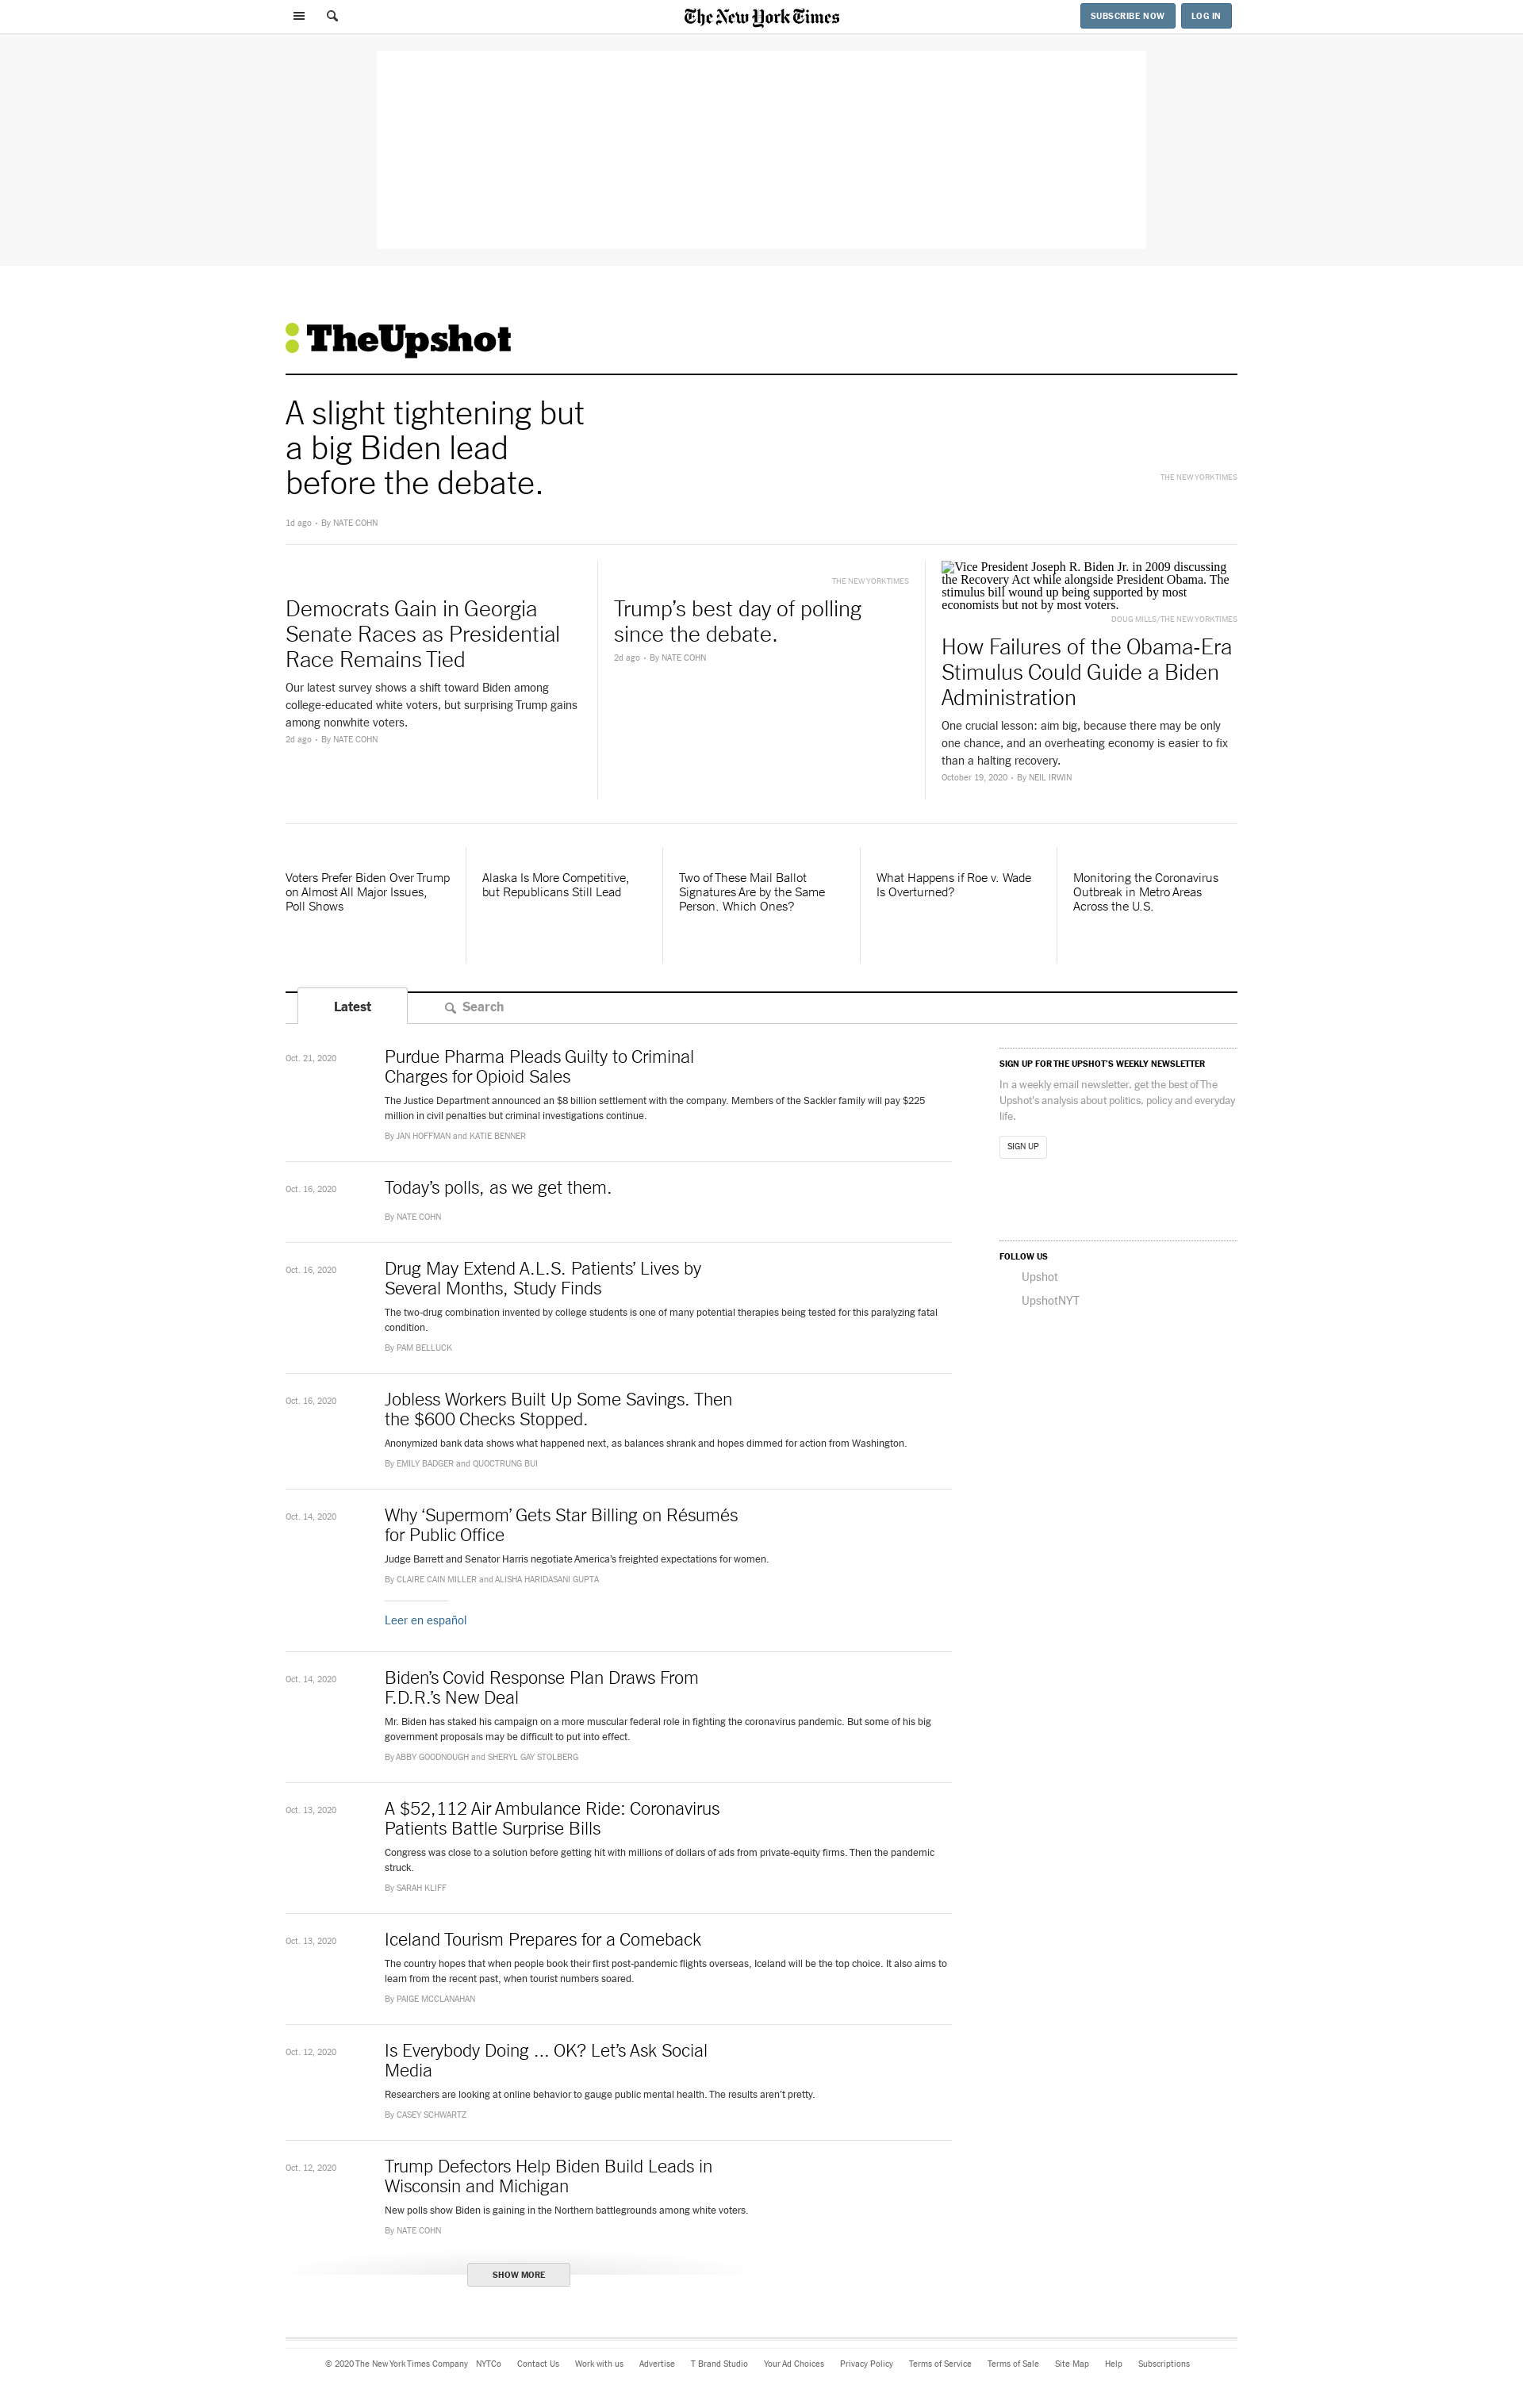 The New York Times
SUBSCRIBE NOW
LOG IN
TheUpshot
A slight tightening but
a big Biden lead
before the debate.
THE NEW YORK TIMES
1d ago • By NATE COHN
Democrats Gain in Georgia
Senate Races as Presidential
Race Remains Tied
Our latest survey shows a shift toward Biden among
college-educated white voters, but surprising Trump gains
among nonwhite voters.
2d ago • By NATE COHN
THE NEW YORK TIMES
Trump’s best day of polling
since the debate.
2d ago • By NATE COHN
Vice President Joseph R. Biden Jr. in 2009 discussing
the Recovery Act while alongside President Obama. The
stimulus bill wound up being supported by most
economists but not by most voters.
DOUG MILLS/THE NEW YORK TIMES
How Failures of the Obama-Era
Stimulus Could Guide a Biden
Administration
One crucial lesson: aim big, because there may be only
one chance, and an overheating economy is easier to fix
than a halting recovery.
October 19, 2020 • By NEIL IRWIN
Voters Prefer Biden Over Trump
on Almost All Major Issues,
Poll Shows
Alaska Is More Competitive,
but Republicans Still Lead
Two of These Mail Ballot
Signatures Are by the Same
Person. Which Ones?
What Happens if Roe v. Wade
Is Overturned?
Monitoring the Coronavirus
Outbreak in Metro Areas
Across the U.S.
Latest
Search
Oct. 21, 2020
Purdue Pharma Pleads Guilty to Criminal
Charges for Opioid Sales
The Justice Department announced an $8 billion settlement with the company. Members of the Sackler family will pay $225
million in civil penalties but criminal investigations continue.
By JAN HOFFMAN and KATIE BENNER
Oct. 16, 2020
Today’s polls, as we get them.
By NATE COHN
Oct. 16, 2020
Drug May Extend A.L.S. Patients’ Lives by
Several Months, Study Finds
The two-drug combination invented by college students is one of many potential therapies being tested for this paralyzing fatal
condition.
By PAM BELLUCK
Oct. 16, 2020
Jobless Workers Built Up Some Savings. Then
the $600 Checks Stopped.
Anonymized bank data shows what happened next, as balances shrank and hopes dimmed for action from Washington.
By EMILY BADGER and QUOCTRUNG BUI
Oct. 14, 2020
Why ‘Supermom’ Gets Star Billing on Résumés
for Public Office
Judge Barrett and Senator Harris negotiate America’s freighted expectations for women.
By CLAIRE CAIN MILLER and ALISHA HARIDASANI GUPTA
Leer en español
Oct. 14, 2020
Biden’s Covid Response Plan Draws From
F.D.R.’s New Deal
Mr. Biden has staked his campaign on a more muscular federal role in fighting the coronavirus pandemic. But some of his big
government proposals may be difficult to put into effect.
By ABBY GOODNOUGH and SHERYL GAY STOLBERG
Oct. 13, 2020
A $52,112 Air Ambulance Ride: Coronavirus
Patients Battle Surprise Bills
Congress was close to a solution before getting hit with millions of dollars of ads from private-equity firms. Then the pandemic
struck.
By SARAH KLIFF
Oct. 13, 2020
Iceland Tourism Prepares for a Comeback
The country hopes that when people book their first post-pandemic flights overseas, Iceland will be the top choice. It also aims to
learn from the recent past, when tourist numbers soared.
By PAIGE MCCLANAHAN
Oct. 12, 2020
Is Everybody Doing ... OK? Let’s Ask Social
Media
Researchers are looking at online behavior to gauge public mental health. The results aren’t pretty.
By CASEY SCHWARTZ
Oct. 12, 2020
Trump Defectors Help Biden Build Leads in
Wisconsin and Michigan
New polls show Biden is gaining in the Northern battlegrounds among white voters.
By NATE COHN
SHOW MORE
SIGN UP FOR THE UPSHOT’S WEEKLY NEWSLETTER
In a weekly email newsletter, get the best of The
Upshot’s analysis about politics, policy and everyday
life.
SIGN UP
FOLLOW US
Upshot
UpshotNYT
© 2020 The New York Times Company NYTCo Contact Us Work with us Advertise T Brand Studio Your Ad Choices Privacy Policy Terms of Service Terms of Sale Site Map Help Subscriptions